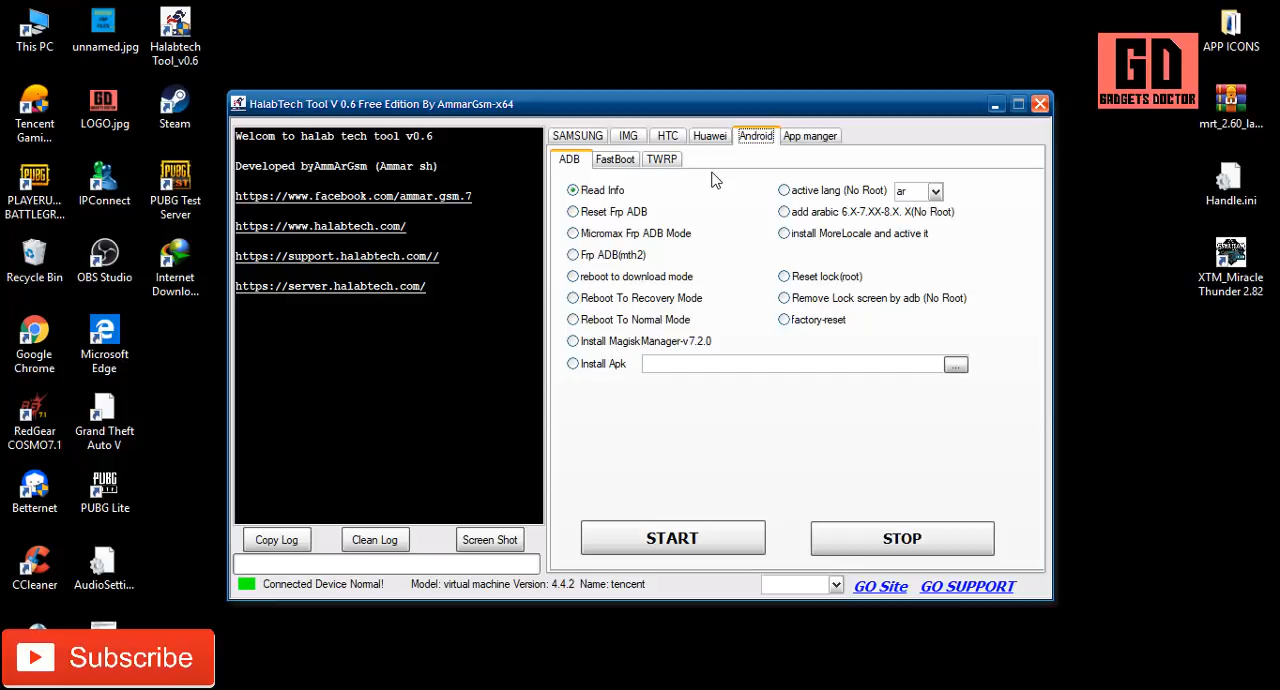 This PC
unnamed.jpg
Halabtech
Tool_v0.6
Tencent
Gami...
GD
LOGO.jpg
Steam
PLAYERU...
BATTLEGR...
IPConnect
PUBG Test
Server
Recycle Bin
OBS Studio
Internet
Downlo...
Google
Chrome
Microsoft
Edge
RedGear
COSMO7.1
Grand Theft
Auto V
Betternet
PUBG
LITE
PUBG Lite
CCleaner
AudioSetti...
Subscribe
HalabTech Tool V 0.6 Free Edition By AmmarGsm-x64
Welcom to halab tech tool v0.6
Developed byAmmArGsm (Ammar sh)
https://www.facebook.com/ammar.gsm.7
https://www.halabtech.com/
https://support.halabtech.com//
https://server.halabtech.com/
Copy Log
Clean Log
Screen Shot
SAMSUNG
IMG
HTC
Huawei
Android
App manger
ADB
FastBoot
TWRP
Read Info
Reset Frp ADB
Micromax Frp ADB Mode
Frp ADB(mth2)
reboot to download mode
Reboot To Recovery Mode
Reboot To Normal Mode
Install MagiskManager-v7.2.0
Install Apk
...
active lang (No Root)
ar
add arabic 6.X-7.XX-8.X. X(No Root)
install MoreLocale and active it
Reset lock(root)
Remove Lock screen by adb (No Root)
factory-reset
START
STOP
Connected Device Normal!
Model: virtual machine Version: 4.4.2 Name: tencent
GO Site
GO SUPPORT
GD
GADGETS DOCTOR
APP ICONS
mrt_2.60_la...
Handle.ini
XTM_Miracle
Thunder 2.82